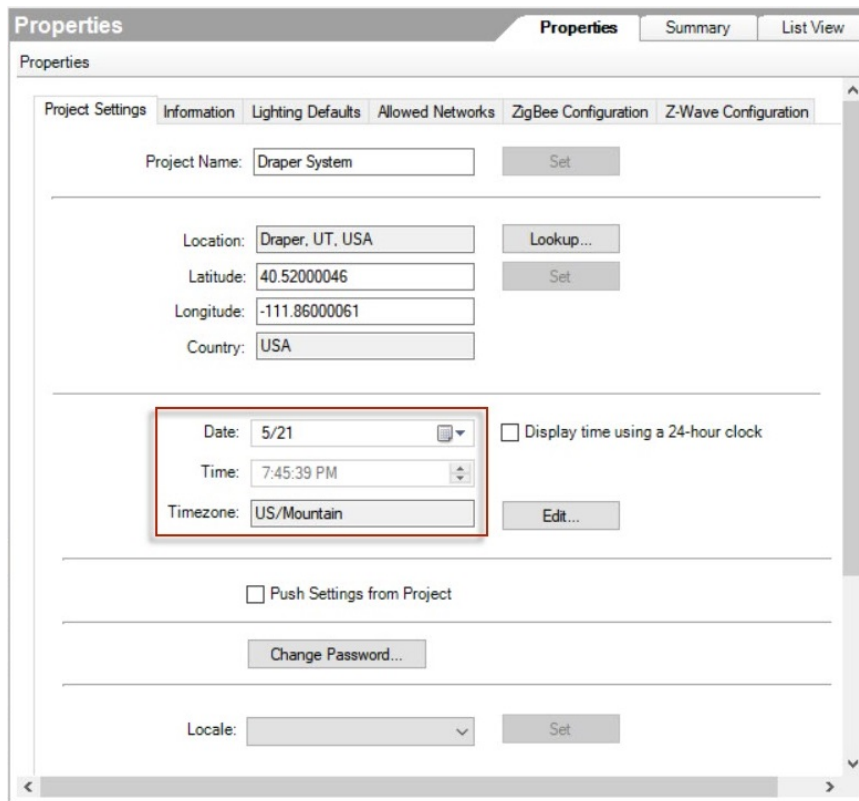 Properties
Properties Summary List View
Properties
Project Settings Information Lighting Defaults Allowed Networks ZigBee Configuration Z-Wave Configuration
Project Name: Draper System Set
Location: Draper, UT, USA Lookup...
Latitude: 40.52000046 Set
Longitude: -111.86000061
Country: USA
Date: 5/21 Display time using a 24-hour clock
Time: 7:45:39 PM
Timezone: US/Mountain Edit...
Push Settings from Project
Change Password...
Locale: Set